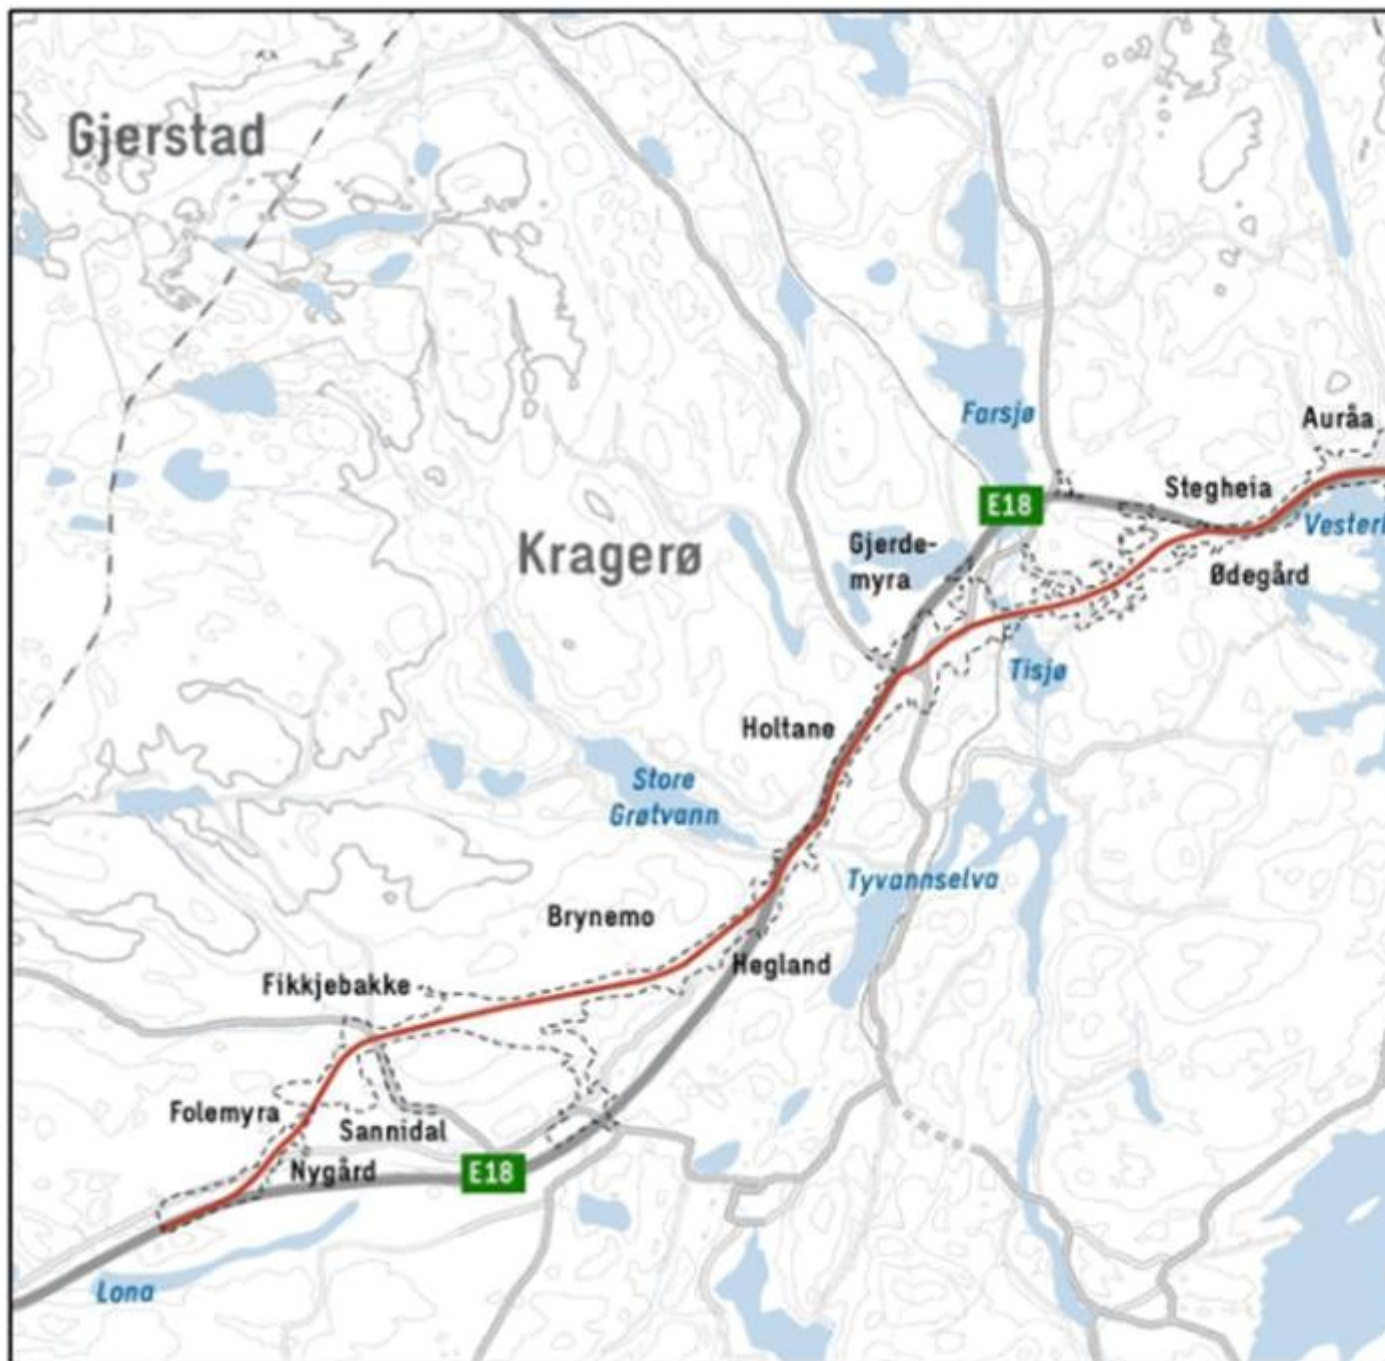 Gjerstad
Farsjø
Auråa
Stegheia
E18
Kragerø
Gjerde-
myra
Ødegård
Tisjø
Holtane
Store
Grøtvann
Tyvannselva
Brynemo
Hegland
Fikkjebakke
Folemyra
Sannidal
Nygård
E18
Lona